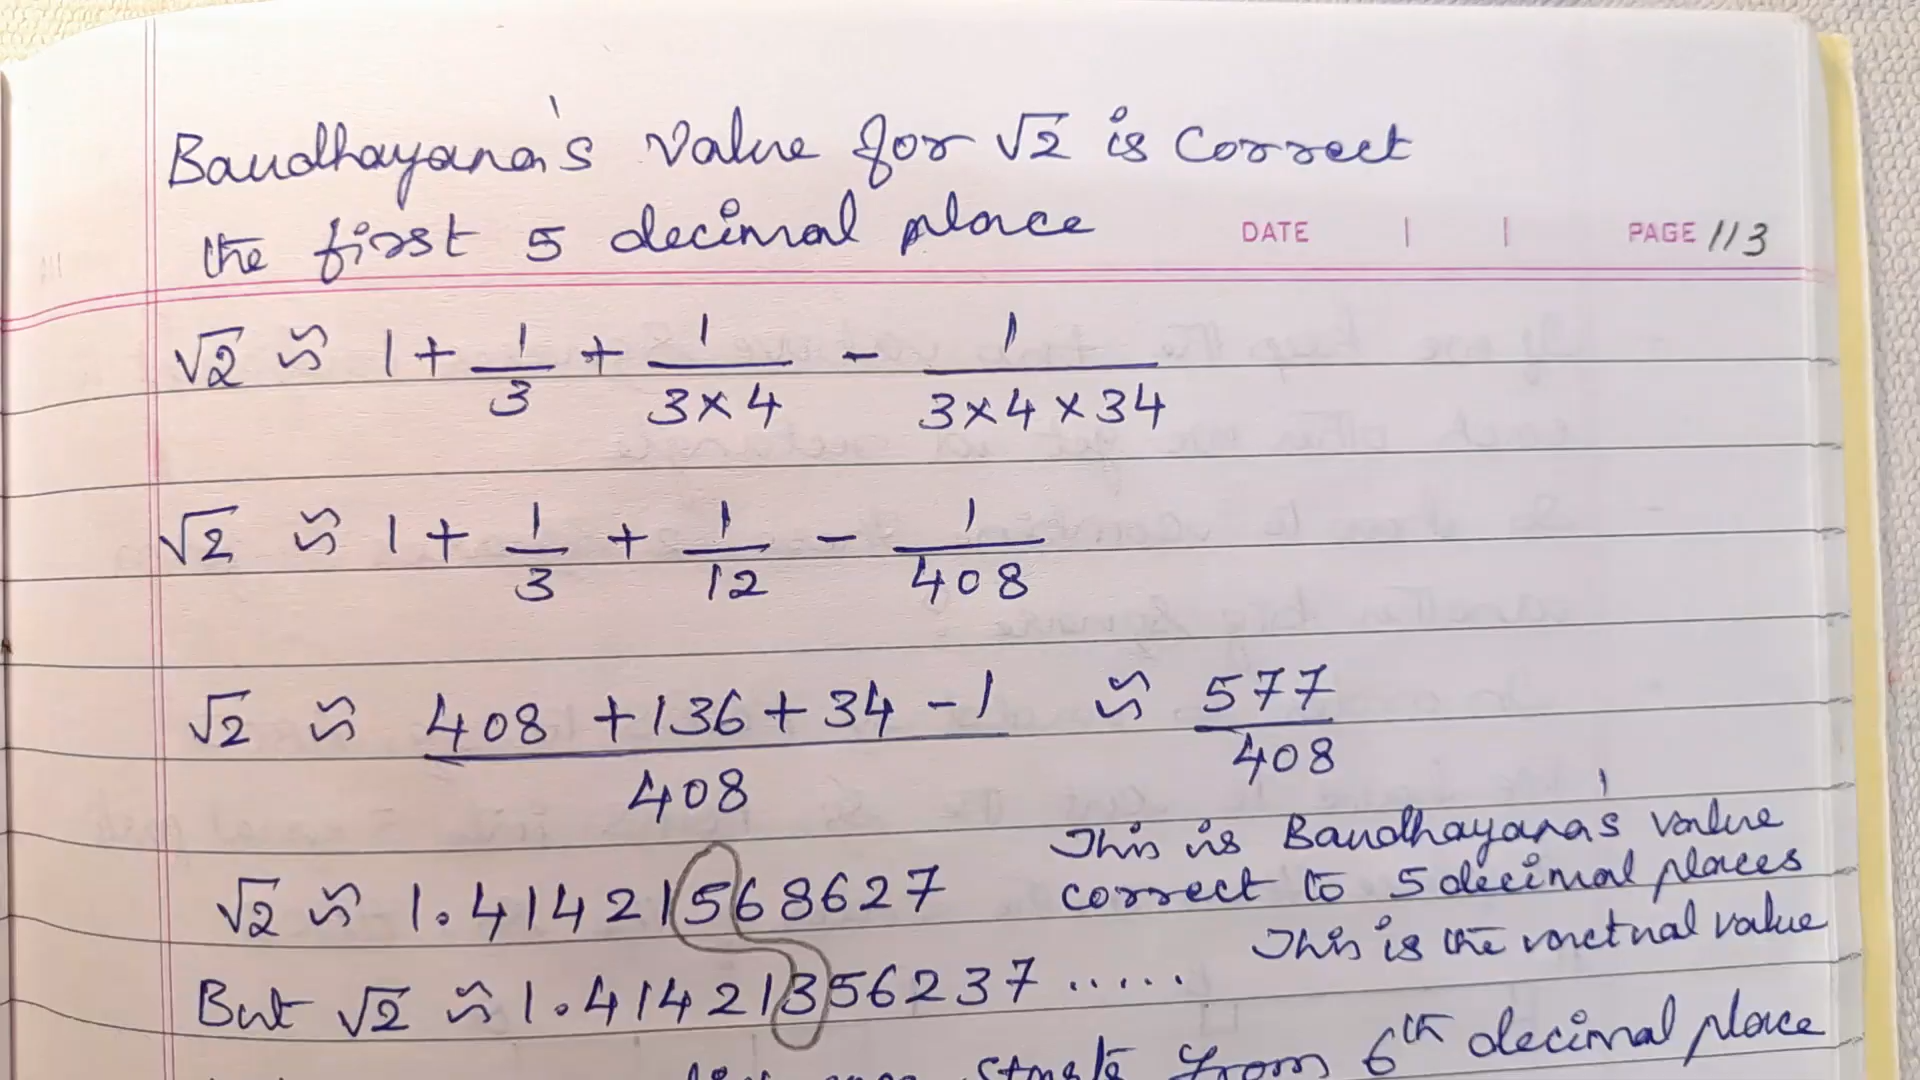 Baudhayana's value for √2 is correct
the first 5 decimal place
DATE | | PAGE 113
√2 ≈ 1 + 1/3 + 1/(3×4) - 1/(3×4×34)
√2 ≈ 1 + 1/3 + 1/12 - 1/408
√2 ≈ (408 + 136 + 34 - 1)/408 ≈ 577/408
This is Baudhayana's value
√2 ≈ 1.41421568627 correct to 5 decimal places
This is the actual value
But √2 ≈ 1.41421356237 .....
starts from 6th decimal place